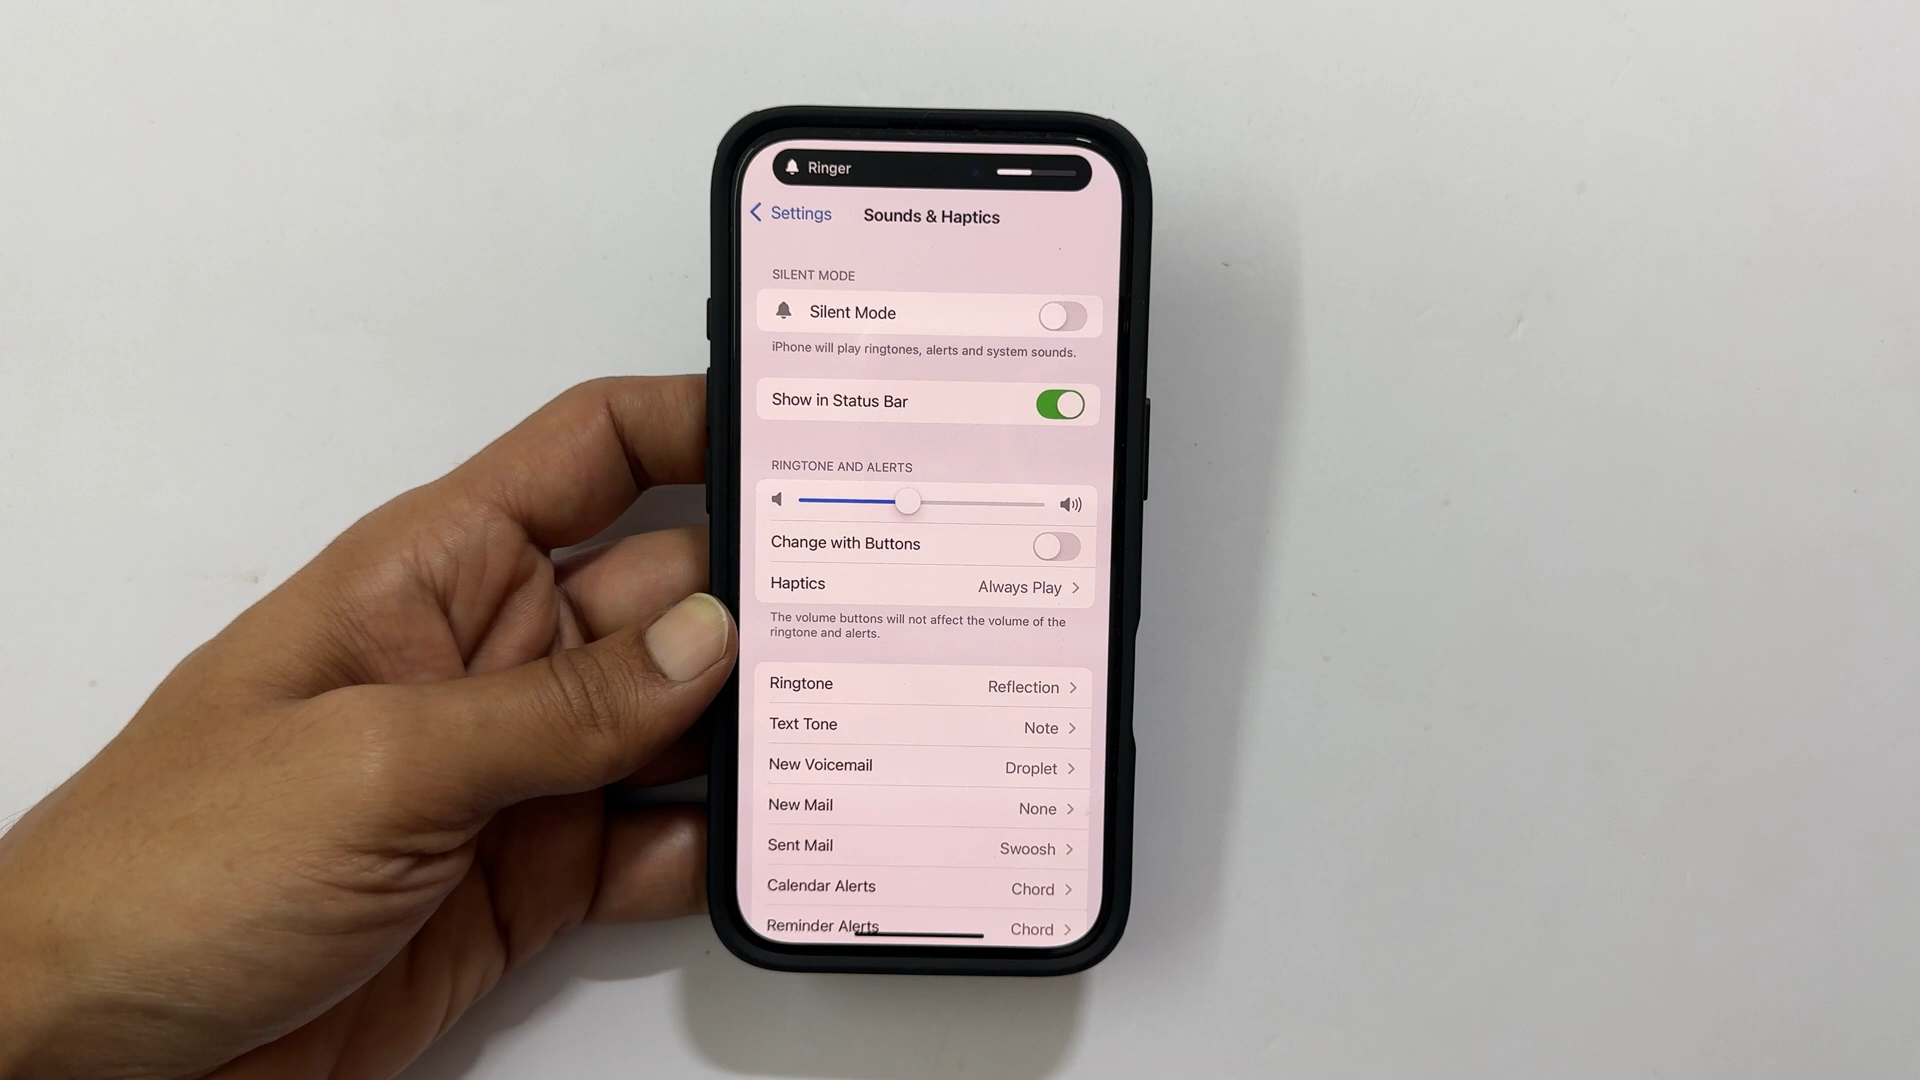 Ringer
Settings
Sounds & Haptics
SILENT MODE
Silent Mode
iPhone will play ringtones, alerts and system sounds.
Show in Status Bar
RINGTONE AND ALERTS
Change with Buttons
Haptics Always Play
The volume buttons will not affect the volume of the
ringtone and alerts.
Ringtone Reflection
Text Tone Note
New Voicemail Droplet
New Mail None
Sent Mail Swoosh
Calendar Alerts Chord
Reminder Alerts Chord